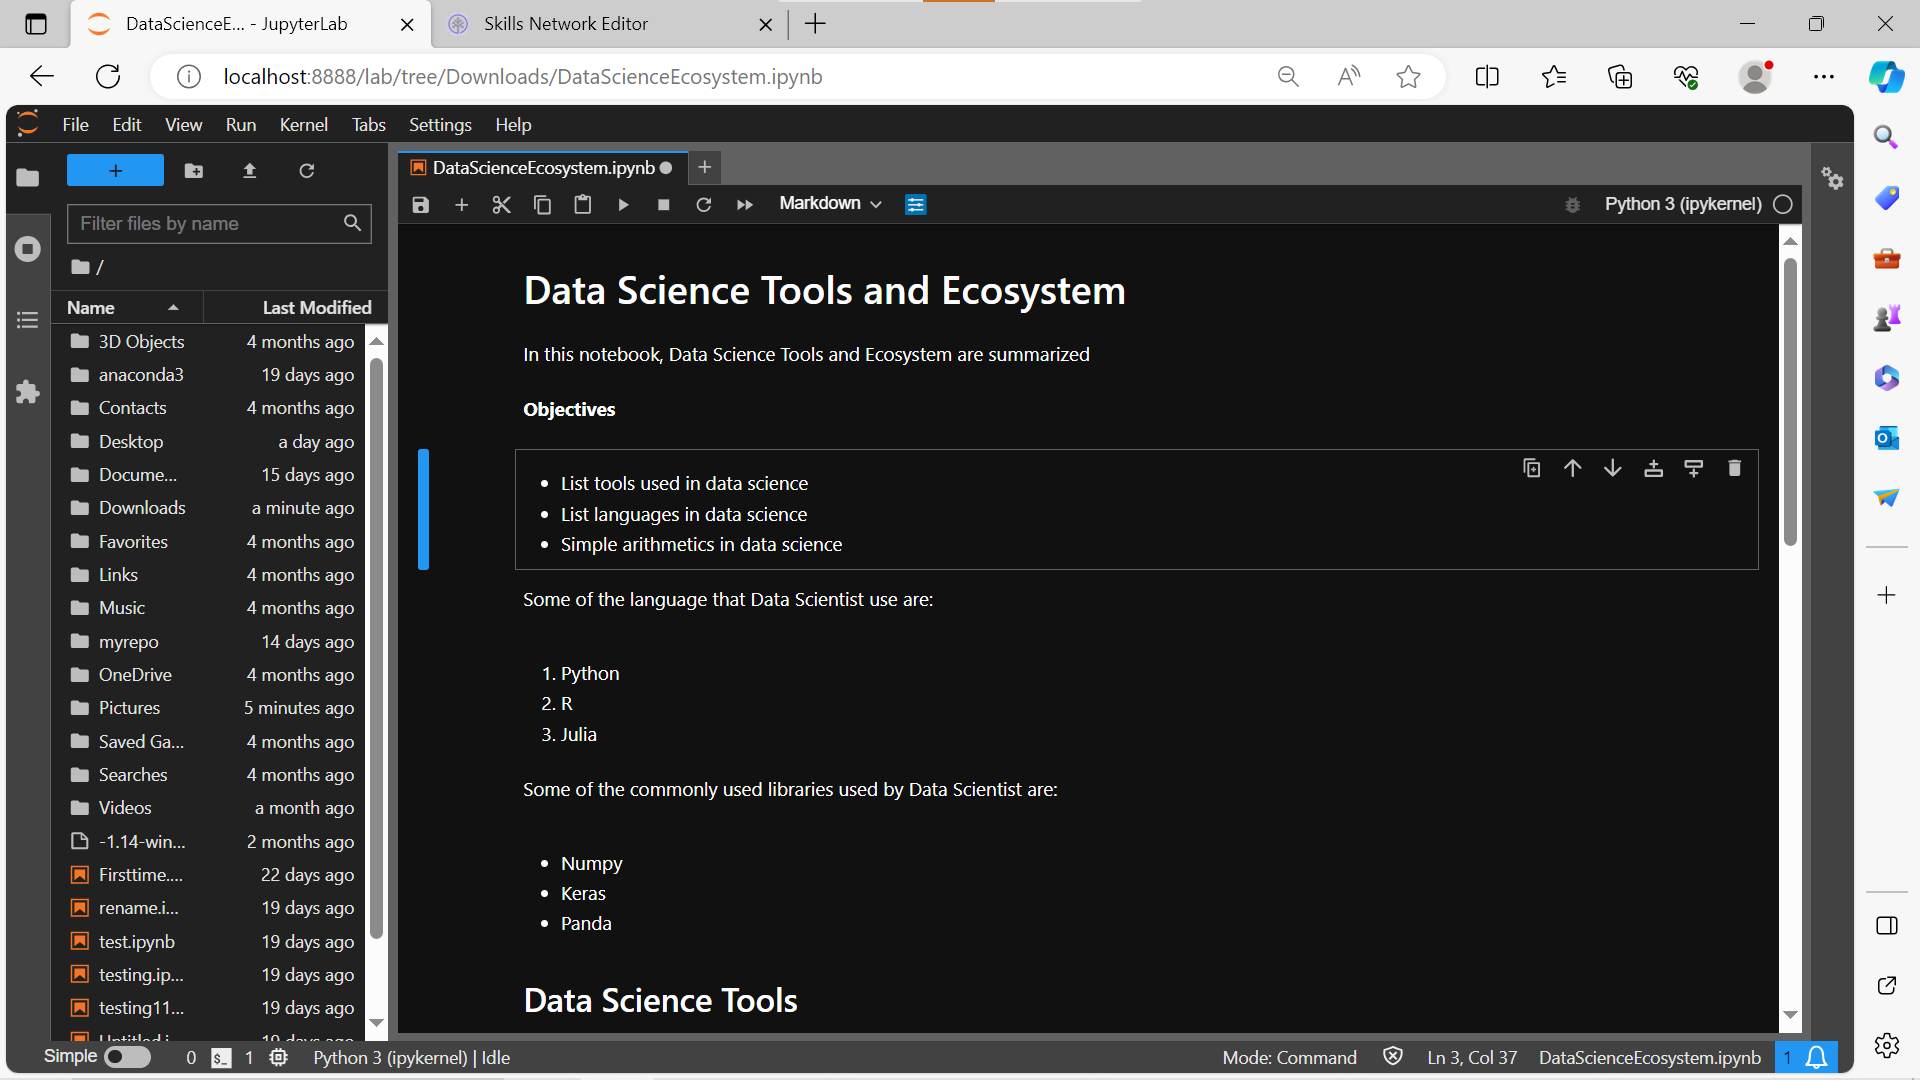 DataScienceE... - JupyterLab
Skills Network Editor
localhost:8888/lab/tree/Downloads/DataScienceEcosystem.ipynb
File Edit View Run Kernel Tabs Settings Help
DataScienceEcosystem.ipynb
Markdown
Python 3 (ipykernel)
Filter files by name
/
Name Last Modified
3D Objects 4 months ago
anaconda3 19 days ago
Contacts 4 months ago
Desktop a day ago
Docume... 15 days ago
Downloads a minute ago
Favorites 4 months ago
Links 4 months ago
Music 4 months ago
myrepo 14 days ago
OneDrive 4 months ago
Pictures 5 minutes ago
Saved Ga... 4 months ago
Searches 4 months ago
Videos a month ago
-1.14-win... 2 months ago
Firsttime.... 22 days ago
rename.i... 19 days ago
test.ipynb 19 days ago
testing.ip... 19 days ago
testing11... 19 days ago
Data Science Tools and Ecosystem
In this notebook, Data Science Tools and Ecosystem are summarized
Objectives
• List tools used in data science
• List languages in data science
• Simple arithmetics in data science
Some of the language that Data Scientist use are:
1. Python
2. R
3. Julia
Some of the commonly used libraries used by Data Scientist are:
• Numpy
• Keras
• Panda
Data Science Tools
Simple 0 $_ 1 Python 3 (ipykernel) | Idle
Mode: Command Ln 3, Col 37 DataScienceEcosystem.ipynb 1